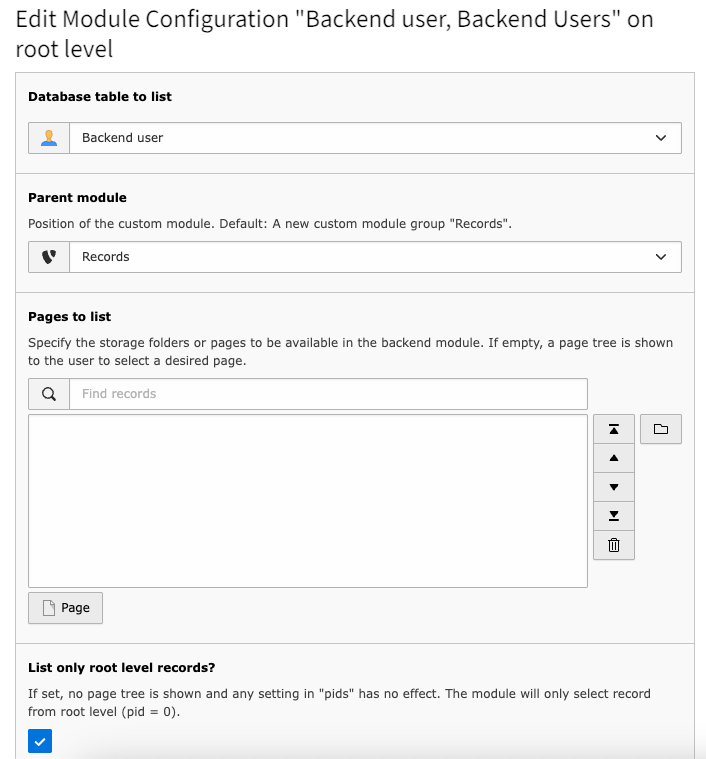 Edit Module Configuration "Backend user, Backend Users" on
root level
Database table to list
Backend user
Parent module
Position of the custom module. Default: A new custom module group "Records".
Records
Pages to list
Specify the storage folders or pages to be available in the backend module. If empty, a page tree is shown
to the user to select a desired page.
Find records
Page
List only root level records?
If set, no page tree is shown and any setting in "pids" has no effect. The module will only select record
from root level (pid = 0).